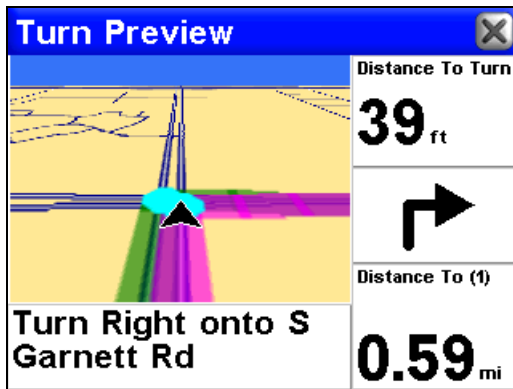 Turn Preview
Distance To Turn
39 ft
Distance To (1)
0.59 mi
Turn Right onto S
Garnett Rd